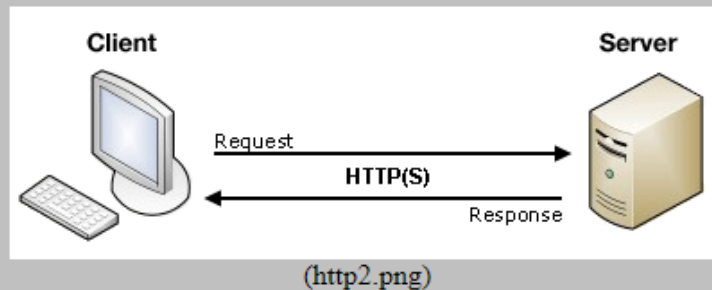 Client
Server
Request
HTTP(S)
Response
(http2.png)